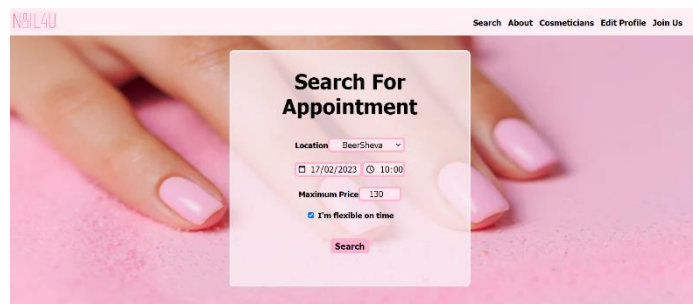 NAIL4U
Search About Cosmeticians Edit Profile Join Us
Search For
Appointment
Location BeerSheva
17/02/2023 10:00
Maximum Price 130
I'm flexible on time
Search